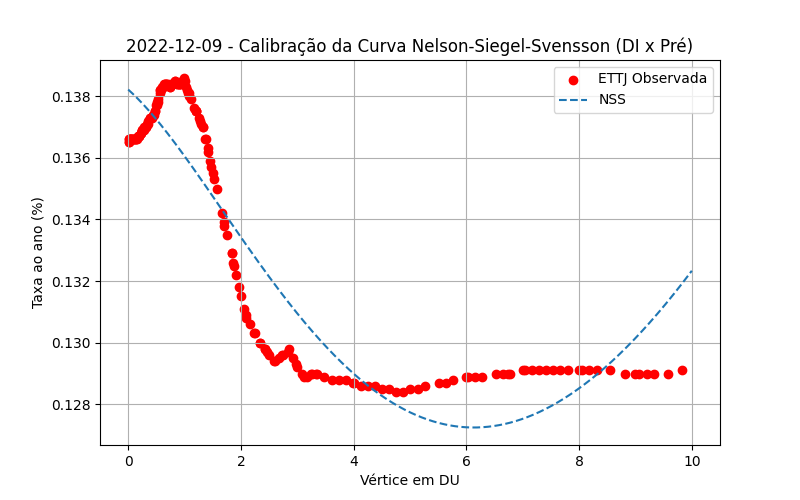 2022-12-09 - Calibração da Curva Nelson-Siegel-Svensson (DI x Pré)
ETTJ Observada
NSS
Taxa ao ano (%)
0.138
0.136
0.134
0.132
0.130
0.128
0 2 4 6 8 10
Vértice em DU